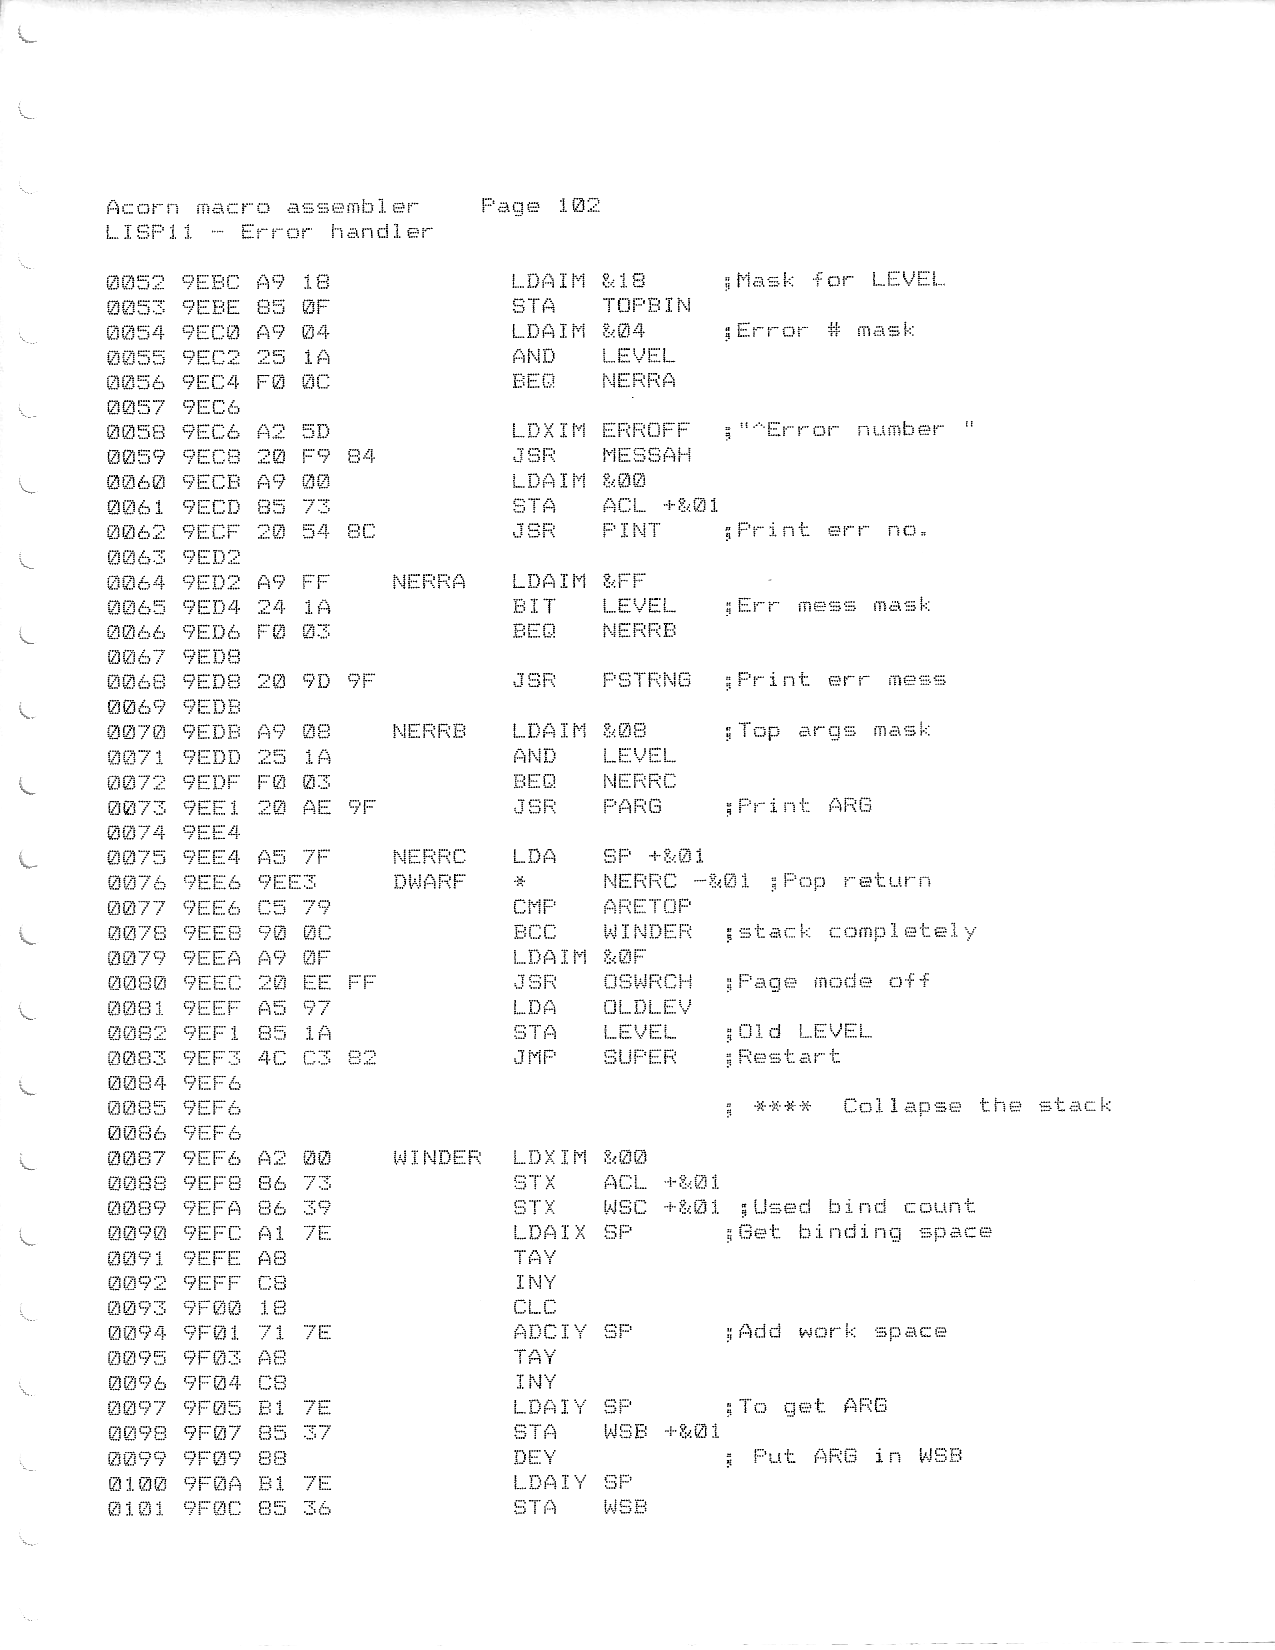 Acorn macro assembler    Page 102
LISP11 - Error handler
0052 9EBC A9 18            LDAIM &18     ;Mask for LEVEL
0053 9EBE 85 0F            STA   TOPBIN
0054 9EC0 A9 04            LDAIM &04     ;Error # mask
0055 9EC2 25 1A            AND   LEVEL
0056 9EC4 F0 0C            BEQ   NERRA
0057 9EC6
0058 9EC6 A2 5D            LDXIM ERROFF  ;"^Error number "
0059 9EC8 20 F9 84         JSR   MESSAH
0060 9ECB A9 00            LDAIM &00
0061 9ECD 85 73            STA   ACL +&01
0062 9ECF 20 54 8C         JSR   PINT    ;Print err no.
0063 9ED2
0064 9ED2 A9 FF    NERRA   LDAIM &FF
0065 9ED4 24 1A            BIT   LEVEL   ;Err mess mask
0066 9ED6 F0 03            BEQ   NERRB
0067 9ED8
0068 9ED8 20 9D 9F         JSR   PSTRNG  ;Print err mess
0069 9EDB
0070 9EDB A9 08    NERRB   LDAIM &08     ;Top args mask
0071 9EDD 25 1A            AND   LEVEL
0072 9EDF F0 03            BEQ   NERRC
0073 9EE1 20 AE 9F         JSR   PARG    ;Print ARG
0074 9EE4
0075 9EE4 A5 7F    NERRC   LDA   SP +&01
0076 9EE6 9EE3     DWARF   *     NERRC -&01 ;Pop return
0077 9EE6 C5 79            CMP   ARETOP
0078 9EE8 90 0C            BCC   WINDER  ;stack completely
0079 9EEA A9 0F            LDAIM &0F
0080 9EEC 20 EE FF         JSR   OSWRCH  ;Page mode off
0081 9EEF A5 97            LDA   OLDLEV
0082 9EF1 85 1A            STA   LEVEL   ;Old LEVEL
0083 9EF3 4C C3 82         JMP   SUPER   ;Restart
0084 9EF6
0085 9EF6                                ; ****  Collapse the stack
0086 9EF6
0087 9EF6 A2 00    WINDER  LDXIM &00
0088 9EF8 86 73            STX   ACL +&01
0089 9EFA 86 39            STX   WSC +&01 ;Used bind count
0090 9EFC A1 7E            LDAIX SP      ;Get binding space
0091 9EFE A8               TAY
0092 9EFF C8               INY
0093 9F00 18               CLC
0094 9F01 71 7E            ADCIY SP      ;Add work space
0095 9F03 A8               TAY
0096 9F04 C8               INY
0097 9F05 B1 7E            LDAIY SP      ;To get ARG
0098 9F07 85 37            STA   WSB +&01
0099 9F09 88               DEY           ; Put ARG in WSB
0100 9F0A B1 7E            LDAIY SP
0101 9F0C 85 36            STA   WSB